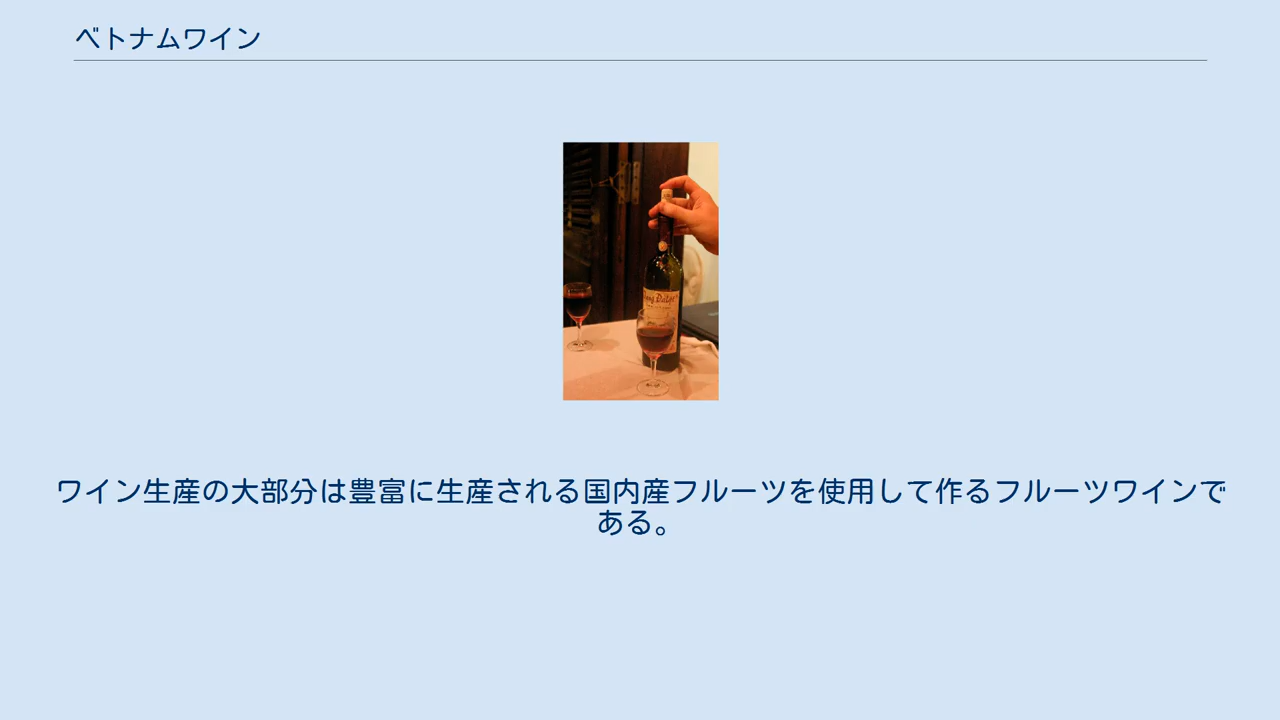 ベトナムワイン
ワイン生産の大部分は豊富に生産される国内産フルーツを使用して作るフルーツワインで
ある。